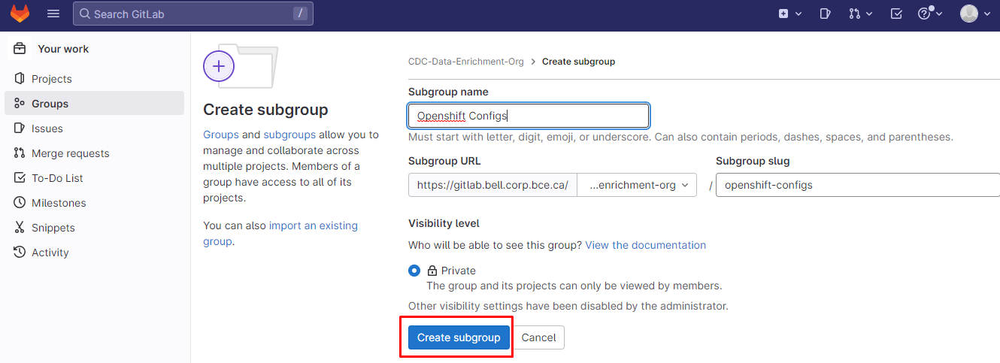 Search GitLab /
Your work
Projects
Groups
Issues
Merge requests
To-Do List
Milestones
Snippets
Activity
Create subgroup
Groups and subgroups allow you to
manage and collaborate across
multiple projects. Members of a
group have access to all of its
projects.
You can also import an existing
group.
CDC-Data-Enrichment-Org > Create subgroup
Subgroup name
Openshift Configs
Must start with letter, digit, emoji, or underscore. Can also contain periods, dashes, spaces, and parentheses.
Subgroup URL Subgroup slug
https://gitlab.bell.corp.bce.ca/ ...enrichment-org / openshift-configs
Visibility level
Who will be able to see this group? View the documentation
Private
The group and its projects can only be viewed by members.
Other visibility settings have been disabled by the administrator.
Create subgroup Cancel